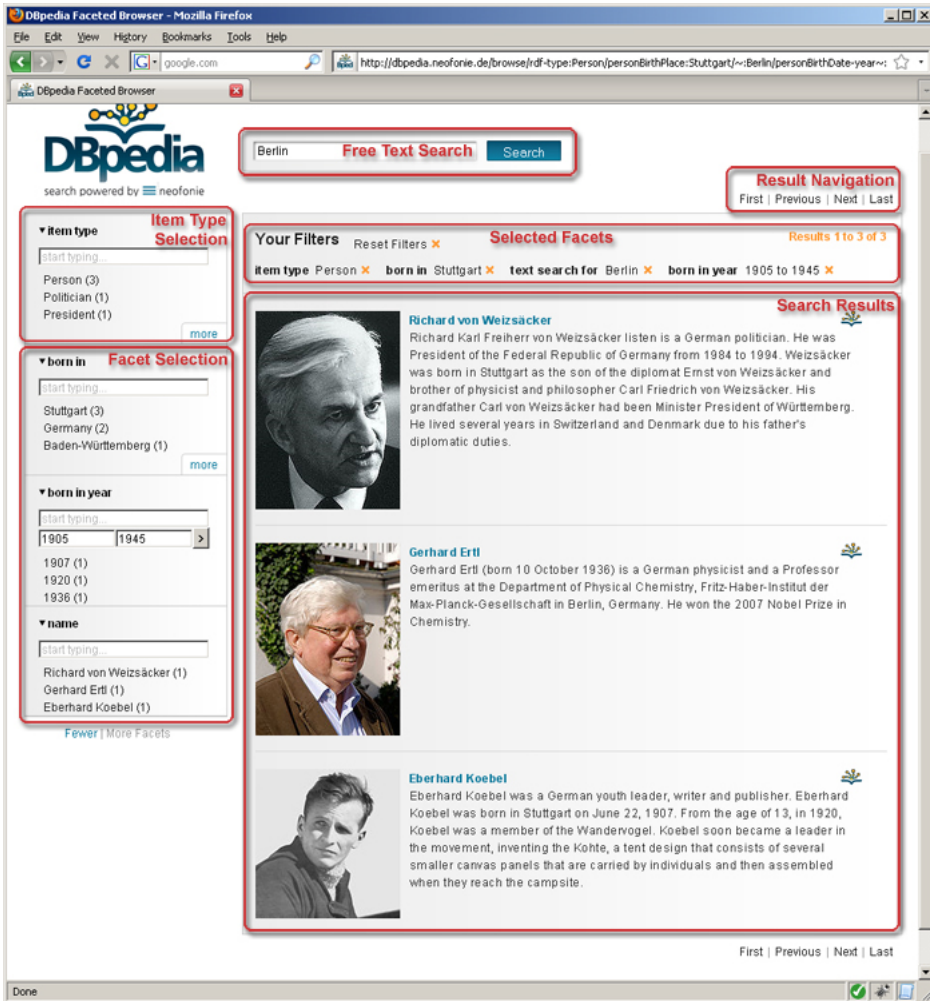 DBpedia Faceted Browser - Mozilla Firefox
File Edit View History Bookmarks Tools Help
google.com
http://dbpedia.neofonie.de/browse/rdf-type:Person/personBirthPlace:Stuttgart/~:Berlin/personBirthDate-year~:
DBpedia Faceted Browser
DBpedia
search powered by neofonie
Berlin
Free Text Search
Search
Result Navigation
First | Previous | Next | Last
Item Type
Selection
item type
start typing...
Person (3)
Politician (1)
President (1)
more
Facet Selection
born in
start typing...
Stuttgart (3)
Germany (2)
Baden-Württemberg (1)
more
born in year
start typing...
1905 1945 >
1907 (1)
1920 (1)
1936 (1)
name
start typing...
Richard von Weizsäcker (1)
Gerhard Ertl (1)
Eberhard Koebel (1)
Fewer | More Facets
Your Filters Reset Filters ×
Selected Facets
Results 1 to 3 of 3
item type Person × born in Stuttgart × text search for Berlin × born in year 1905 to 1945 ×
Search Results
Richard von Weizsäcker
Richard Karl Freiherr von Weizsäcker listen is a German politician. He was
President of the Federal Republic of Germany from 1984 to 1994. Weizsäcker
was born in Stuttgart as the son of the diplomat Ernst von Weizsäcker and
brother of physicist and philosopher Carl Friedrich von Weizsäcker. His
grandfather Carl von Weizsäcker had been Minister President of Württemberg.
He lived several years in Switzerland and Denmark due to his father's
diplomatic duties.
Gerhard Ertl
Gerhard Ertl (born 10 October 1936) is a German physicist and a Professor
emeritus at the Department of Physical Chemistry, Fritz-Haber-Institut der
Max-Planck-Gesellschaft in Berlin, Germany. He won the 2007 Nobel Prize in
Chemistry.
Eberhard Koebel
Eberhard Koebel was a German youth leader, writer and publisher. Eberhard
Koebel was born in Stuttgart on June 22, 1907. From the age of 13, in 1920,
Koebel was a member of the Wandervogel. Koebel soon became a leader in
the movement, inventing the Kohte, a tent design that consists of several
smaller canvas panels that are carried by individuals and then assembled
when they reach the campsite.
First | Previous | Next | Last
Done